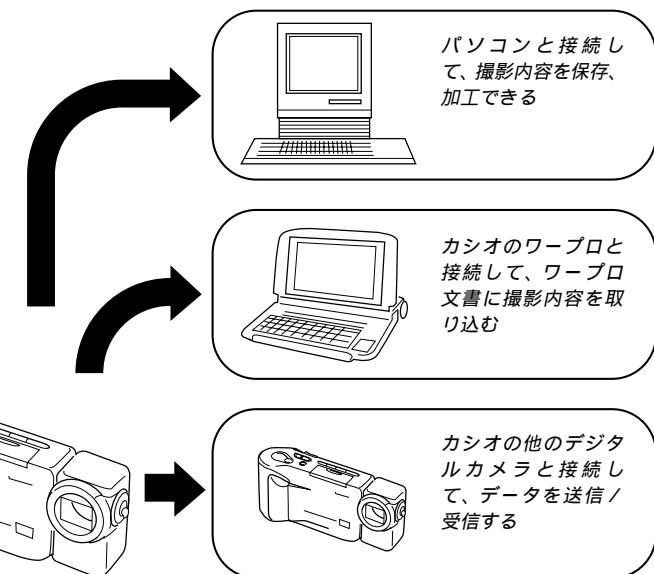 パソコンと接続し
て、撮影内容を保存、
加工できる
カシオのワープロと
接続して、ワープロ
文書に撮影内容を取
り込む
カシオの他のデジタ
ルカメラと接続し
て、データを送信/
受信する